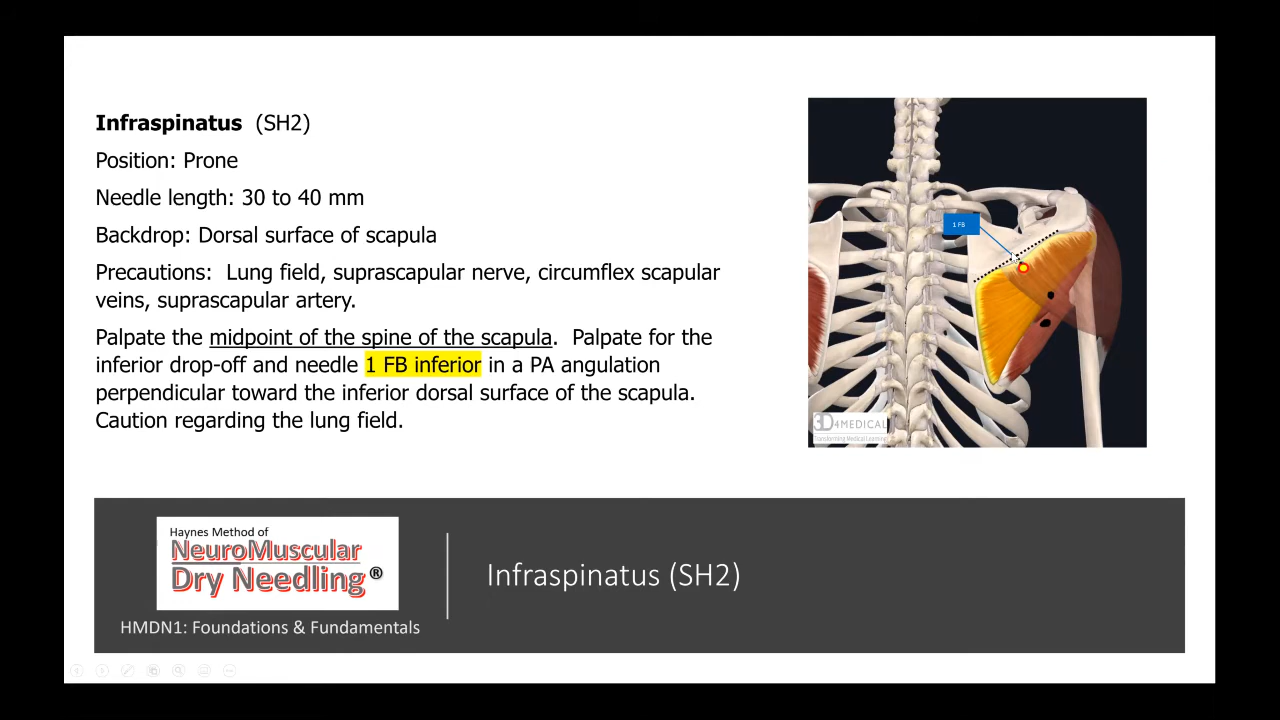 Infraspinatus (SH2)
Position: Prone
Needle length: 30 to 40 mm
Backdrop: Dorsal surface of scapula
Precautions: Lung field, suprascapular nerve, circumflex scapular
veins, suprascapular artery.
Palpate the midpoint of the spine of the scapula. Palpate for the
inferior drop-off and needle 1 FB inferior in a PA angulation
perpendicular toward the inferior dorsal surface of the scapula.
Caution regarding the lung field.
1 FB
3D4MEDICAL
Transforming Medical Learning
Haynes Method of
NeuroMuscular
Dry Needling®
HMDN1: Foundations & Fundamentals
Infraspinatus (SH2)